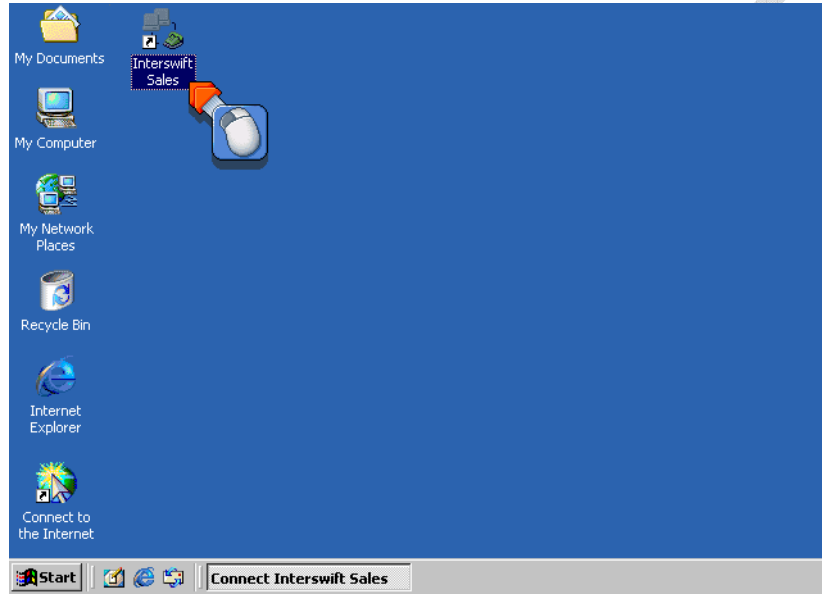 My Documents
Interswift
Sales
My Computer
My Network
Places
Recycle Bin
Internet
Explorer
Connect to
the Internet
Start
Connect Interswift Sales